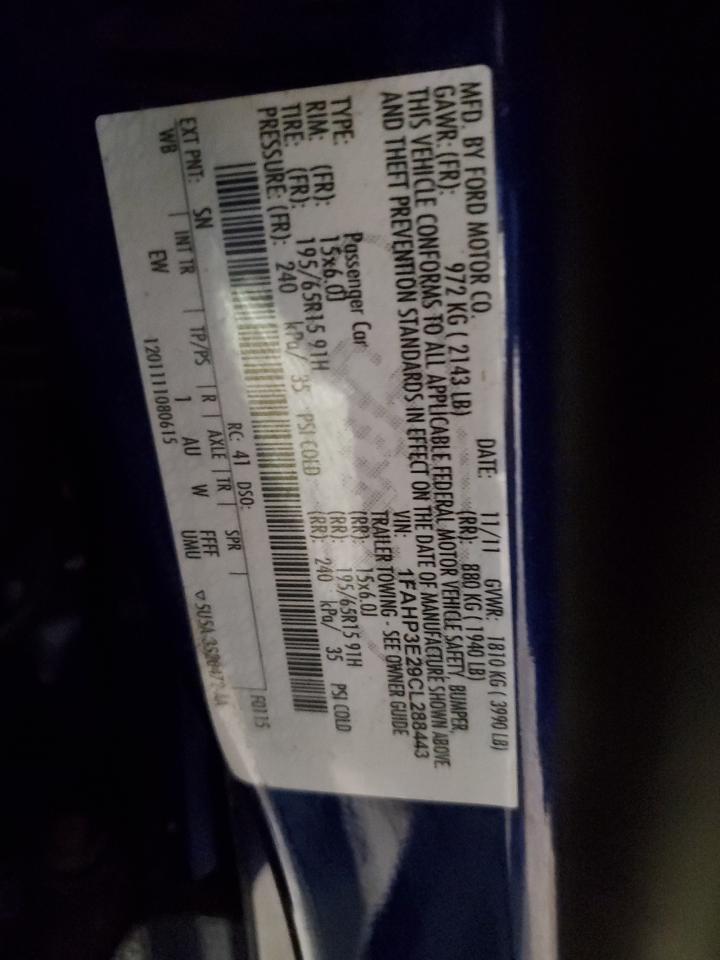 MFD. BY FORD MOTOR CO. DATE: 11/11 GVWR: 1810 KG ( 3990 LB)
GAWR: (FR): 972 KG ( 2143 LB) (RR): 880 KG ( 1940 LB)
THIS VEHICLE CONFORMS TO ALL APPLICABLE FEDERAL MOTOR VEHICLE SAFETY, BUMPER,
AND THEFT PREVENTION STANDARDS IN EFFECT ON THE DATE OF MANUFACTURE SHOWN ABOVE.
VIN: 1FAHP3E29CL288443
TYPE: Passenger Car TRAILER TOWING - SEE OWNER GUIDE
RIM: (FR): 15x6.0J (RR): 15x6.0J
TIRE: (FR): 195/65R15 91H (RR): 195/65R15 91H
PRESSURE: (FR): 240 kPa/ 35 PSI COLD (RR): 240 kPa/ 35 PSI COLD
F0115
RC: 41 DSO:
EXT PNT: SN | INT TR | TP/PS | R | AXLE | TR | SPR |
WB EW 1 AU W FFFF UMU
1201111080615